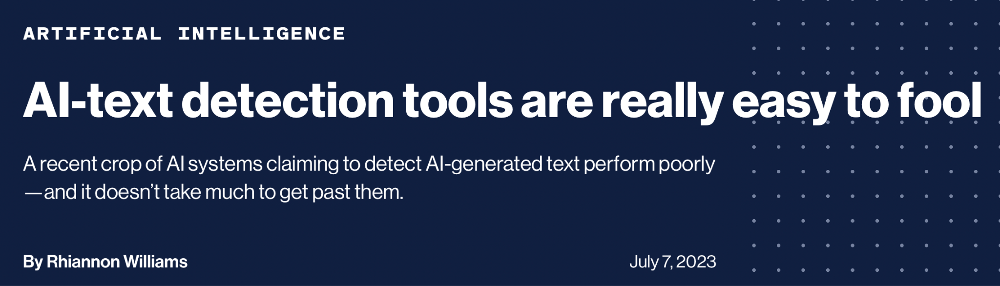 ARTIFICIAL INTELLIGENCE
AI-text detection tools are really easy to fool
A recent crop of AI systems claiming to detect AI-generated text perform poorly
—and it doesn’t take much to get past them.
By Rhiannon Williams
July 7, 2023